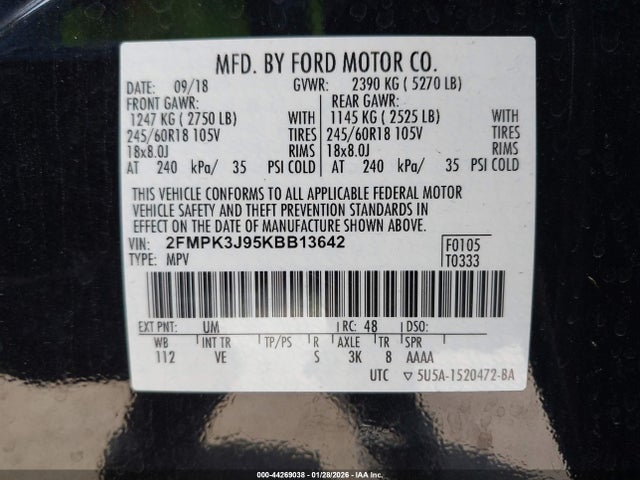 MFD. BY FORD MOTOR CO.
DATE: 09/18 GVWR: 2390 KG ( 5270 LB)
FRONT GAWR: REAR GAWR:
1247 KG ( 2750 LB) WITH 1145 KG ( 2525 LB) WITH
245/60R18 105V TIRES 245/60R18 105V TIRES
18x8.0J RIMS 18x8.0J RIMS
AT 240 kPa/ 35 PSI COLD AT 240 kPa/ 35 PSI COLD
THIS VEHICLE CONFORMS TO ALL APPLICABLE FEDERAL MOTOR
VEHICLE SAFETY AND THEFT PREVENTION STANDARDS IN
EFFECT ON THE DATE OF MANUFACTURE SHOWN ABOVE.
VIN: 2FMPK3J95KBB13642 F0105
TYPE: MPV T0333
EXT PNT: UM RC: 48 DSO:
WB INT TR TP/PS R AXLE TR SPR
112 VE S 3K 8 AAAA
UTC ▽ 5U5A-1520472-BA
000-44269038 - 01/28/2026 - IAA Inc.